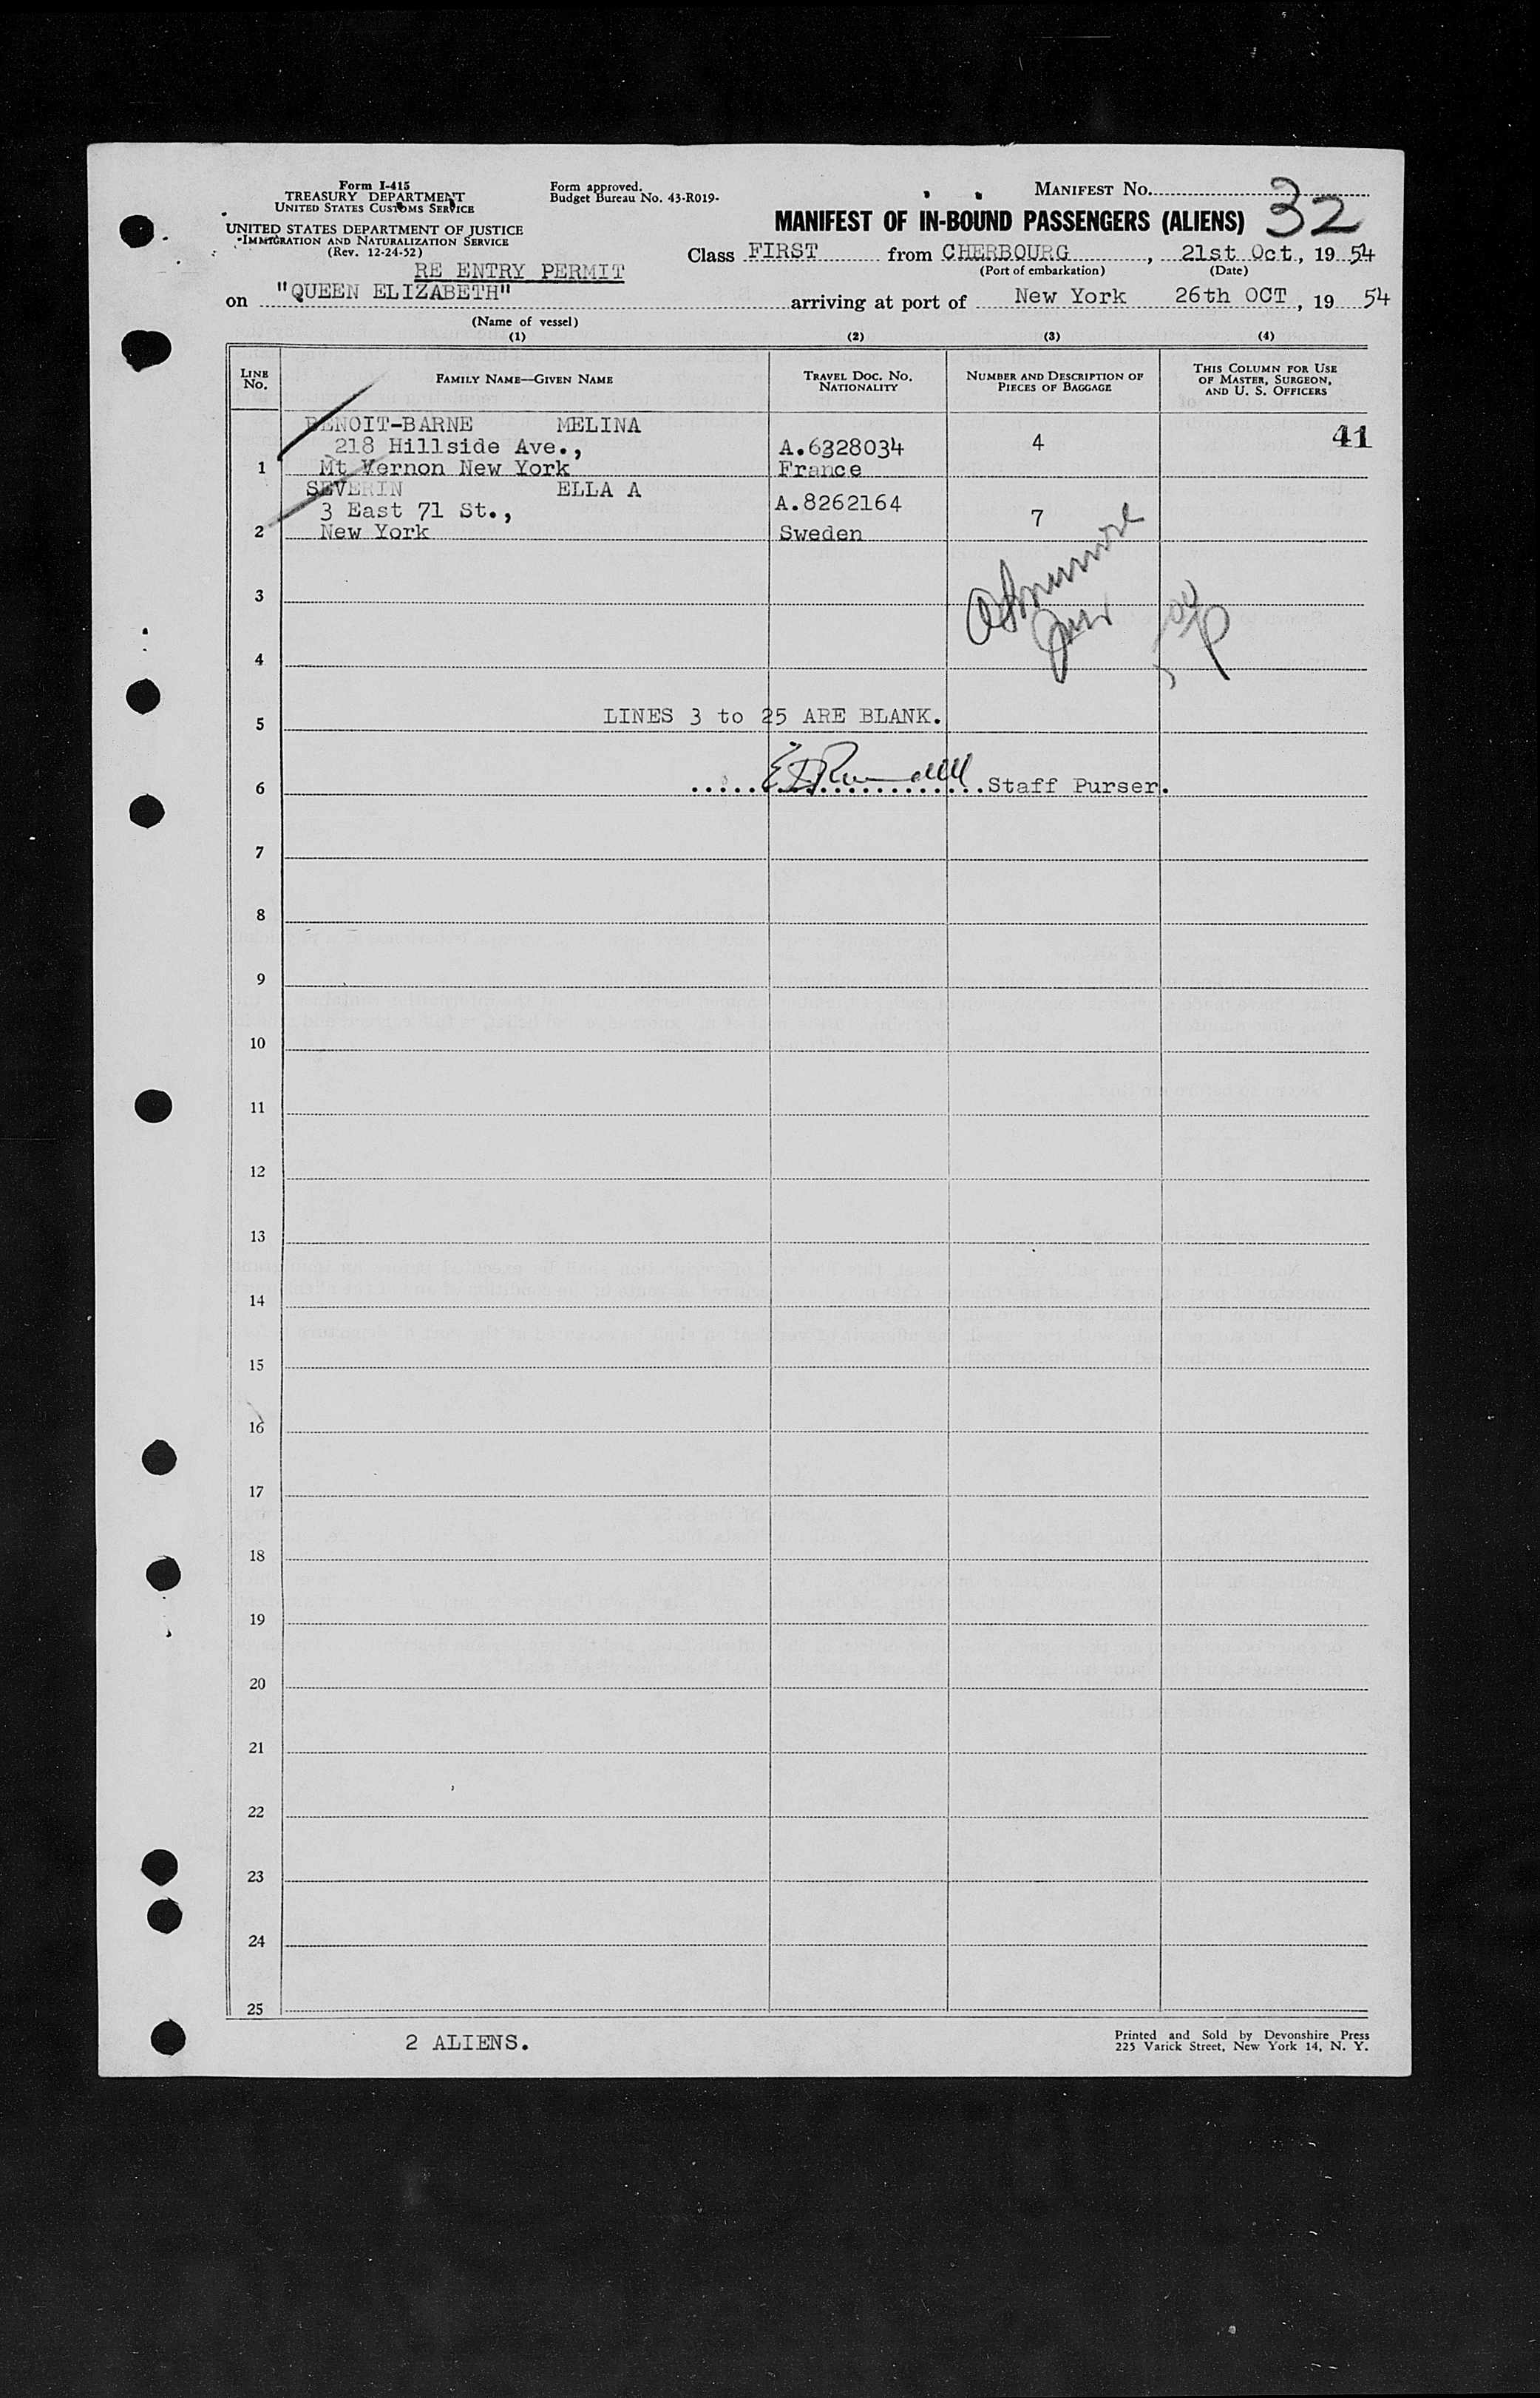 Form I-415
TREASURY DEPARTMENT
UNITED STATES CUSTOMS SERVICE
UNITED STATES DEPARTMENT OF JUSTICE
IMMIGRATION AND NATURALIZATION SERVICE
(Rev. 12-24-52)
Form approved.
Budget Bureau No. 43-R019-
MANIFEST NO. 32
MANIFEST OF IN-BOUND PASSENGERS (ALIENS)
Class FIRST from CHERBOURG, 21st Oct., 1954
(Port of embarkation) (Date)
RE ENTRY PERMIT
on "QUEEN ELIZABETH" arriving at port of New York 26th OCT, 19 54
(Name of vessel)
(1) (2) (3) (4)
LINE NO. FAMILY NAME—GIVEN NAME TRAVEL DOC. NO. NATIONALITY NUMBER AND DESCRIPTION OF PIECES OF BAGGAGE THIS COLUMN FOR USE OF MASTER, SURGEON, AND U. S. OFFICERS
BENOIT-BARNE MELINA 41
218 Hillside Ave., A.6328034 4
1 Mt Vernon New York France
SEVERIN ELLA A
3 East 71 St., A.8262164 7
2 New York Sweden
3
4
5 LINES 3 to 25 ARE BLANK.
6 Staff Purser.
7
8
9
10
11
12
13
14
15
16
17
18
19
20
21
22
23
24
25
2 ALIENS.
Printed and Sold by Devonshire Press
225 Varick Street, New York 14, N. Y.